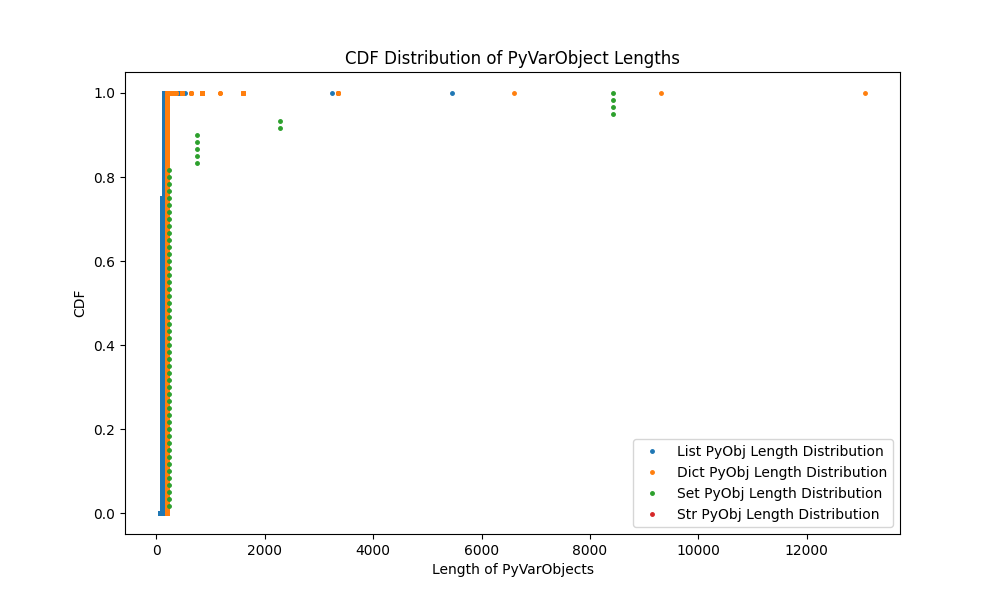 CDF Distribution of PyVarObject Lengths
1.0
0.8
0.6
0.4
0.2
0.0
CDF
0 2000 4000 6000 8000 10000 12000
Length of PyVarObjects
List PyObj Length Distribution
Dict PyObj Length Distribution
Set PyObj Length Distribution
Str PyObj Length Distribution